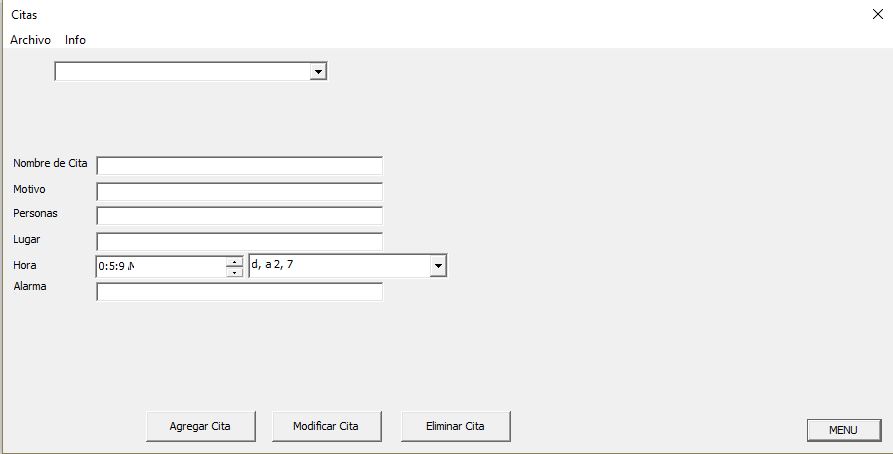 Citas
Archivo Info
Nombre de Cita
Motivo
Personas
Lugar
Hora 0:5:9 d, a 2, 7
Alarma
Agregar Cita Modificar Cita Eliminar Cita MENU